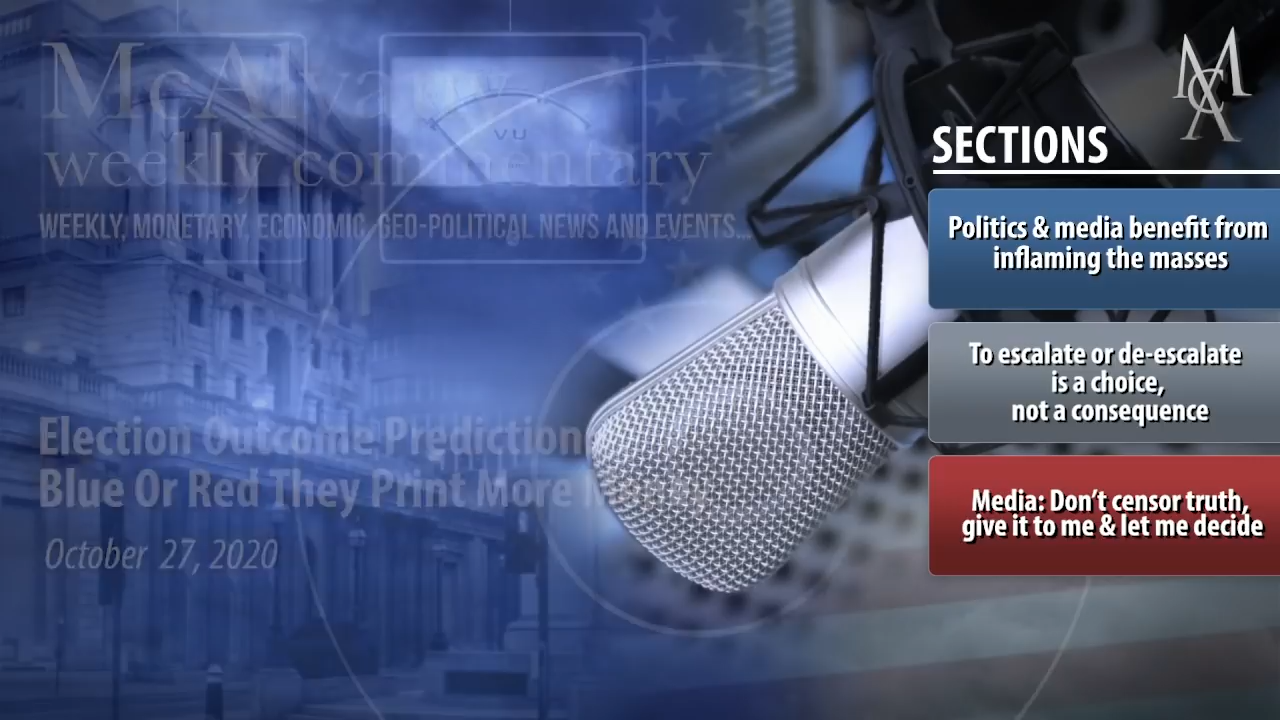 McAlvany
weekly commentary
WEEKLY, MONETARY, ECONOMIC, GEO-POLITICAL NEWS AND EVENTS...
VU
Election Outcome Prediction
Blue Or Red They Print More
October 27, 2020
MCA
SECTIONS
Politics & media benefit from
inflaming the masses
To escalate or de-escalate
is a choice,
not a consequence
Media: Don't censor truth,
give it to me & let me decide